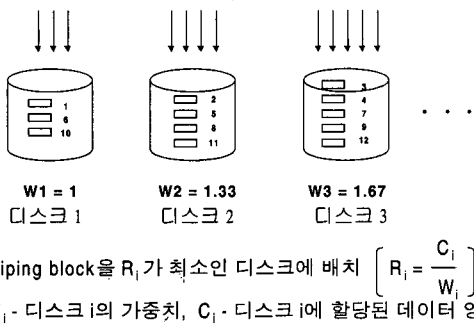 1
6
10
2
5
8
11
3
4
7
9
12
. . .
W1 = 1
W2 = 1.33
W3 = 1.67
디스크 1
디스크 2
디스크 3
iping block을 Rᵢ가 최소인 디스크에 배치 [ Rᵢ = Cᵢ / Wᵢ ]
ᵢ - 디스크 i의 가중치, Cᵢ - 디스크 i에 할당된 데이터